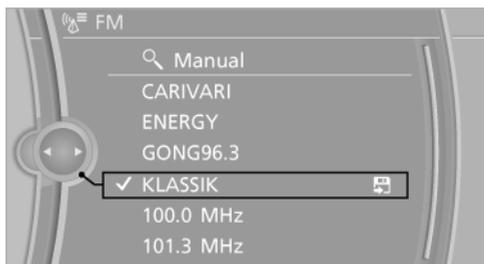 FM
Manual
CARIVARI
ENERGY
GONG96.3
KLASSIK
100.0 MHz
101.3 MHz